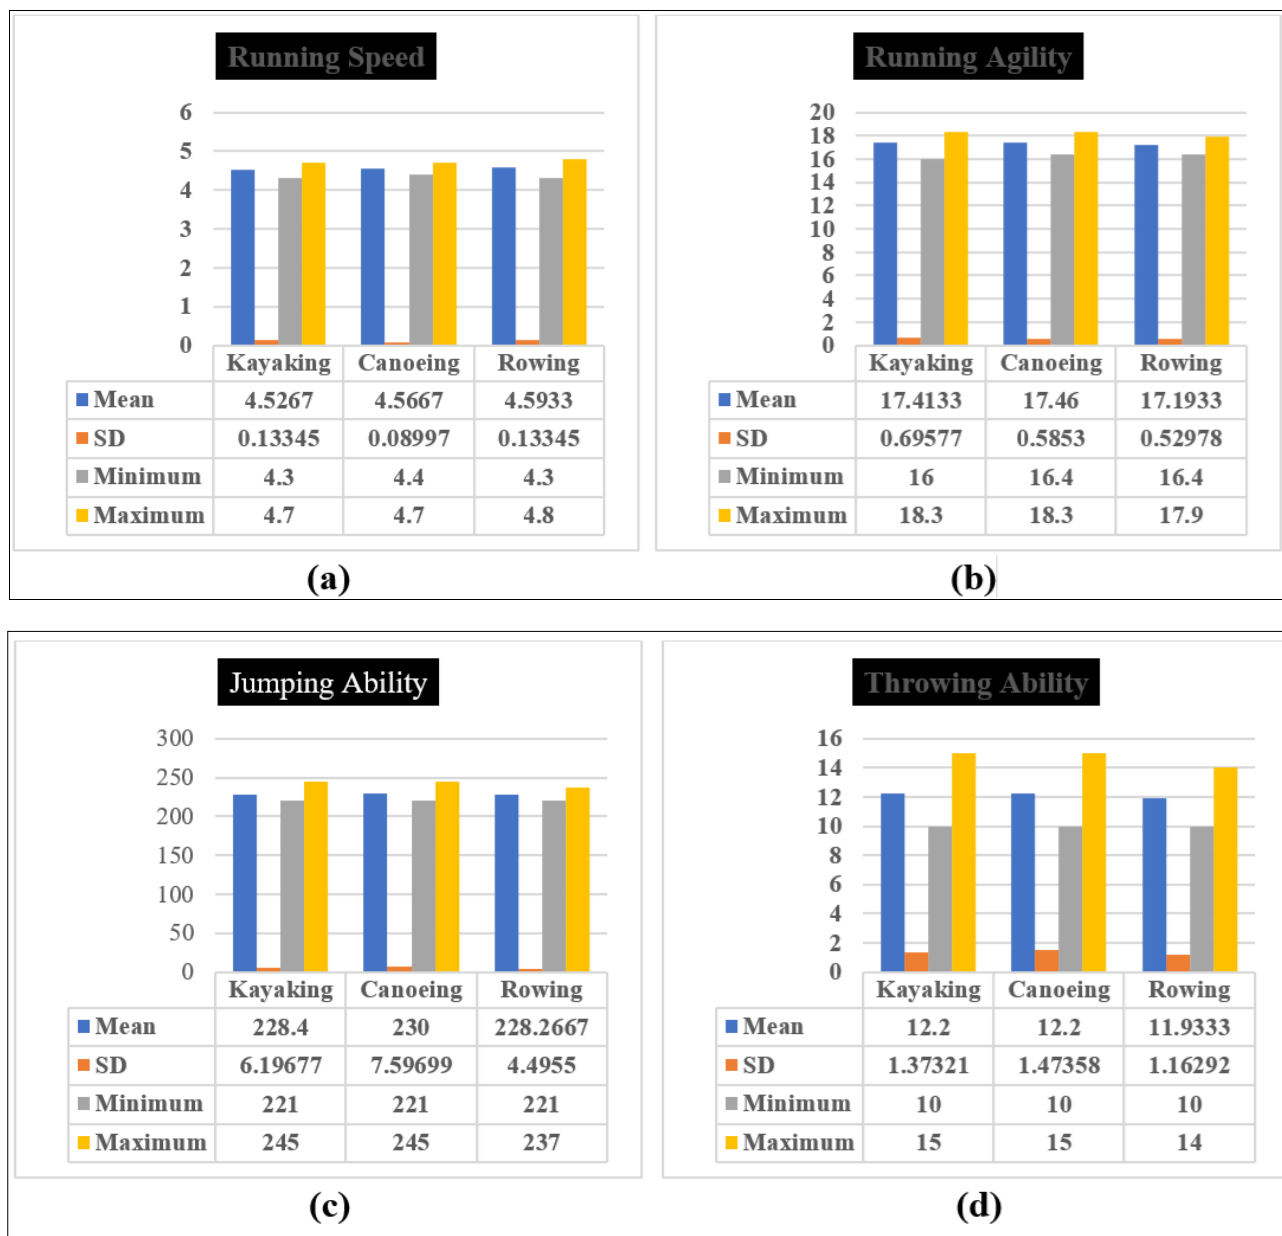 Running Speed
6
5
4
3
2
1
0
Kayaking Canoeing Rowing
Mean 4.5267 4.5667 4.5933
SD 0.13345 0.08997 0.13345
Minimum 4.3 4.4 4.3
Maximum 4.7 4.7 4.8
(a)
Running Agility
20
18
16
14
12
10
8
6
4
2
0
Kayaking Canoeing Rowing
Mean 17.4133 17.46 17.1933
SD 0.69577 0.5853 0.52978
Minimum 16 16.4 16.4
Maximum 18.3 18.3 17.9
(b)
Jumping Ability
300
250
200
150
100
50
0
Kayaking Canoeing Rowing
Mean 228.4 230 228.2667
SD 6.19677 7.59699 4.4955
Minimum 221 221 221
Maximum 245 245 237
(c)
Throwing Ability
16
14
12
10
8
6
4
2
0
Kayaking Canoeing Rowing
Mean 12.2 12.2 11.9333
SD 1.37321 1.47358 1.16292
Minimum 10 10 10
Maximum 15 15 14
(d)